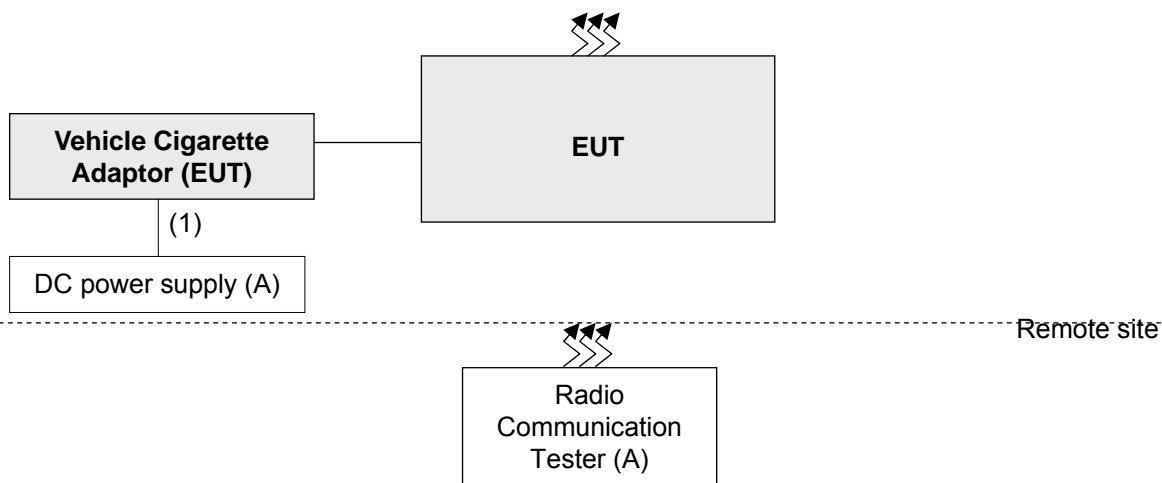 Vehicle Cigarette
Adaptor (EUT)
EUT
(1)
DC power supply (A)
Remote site
Radio
Communication
Tester (A)